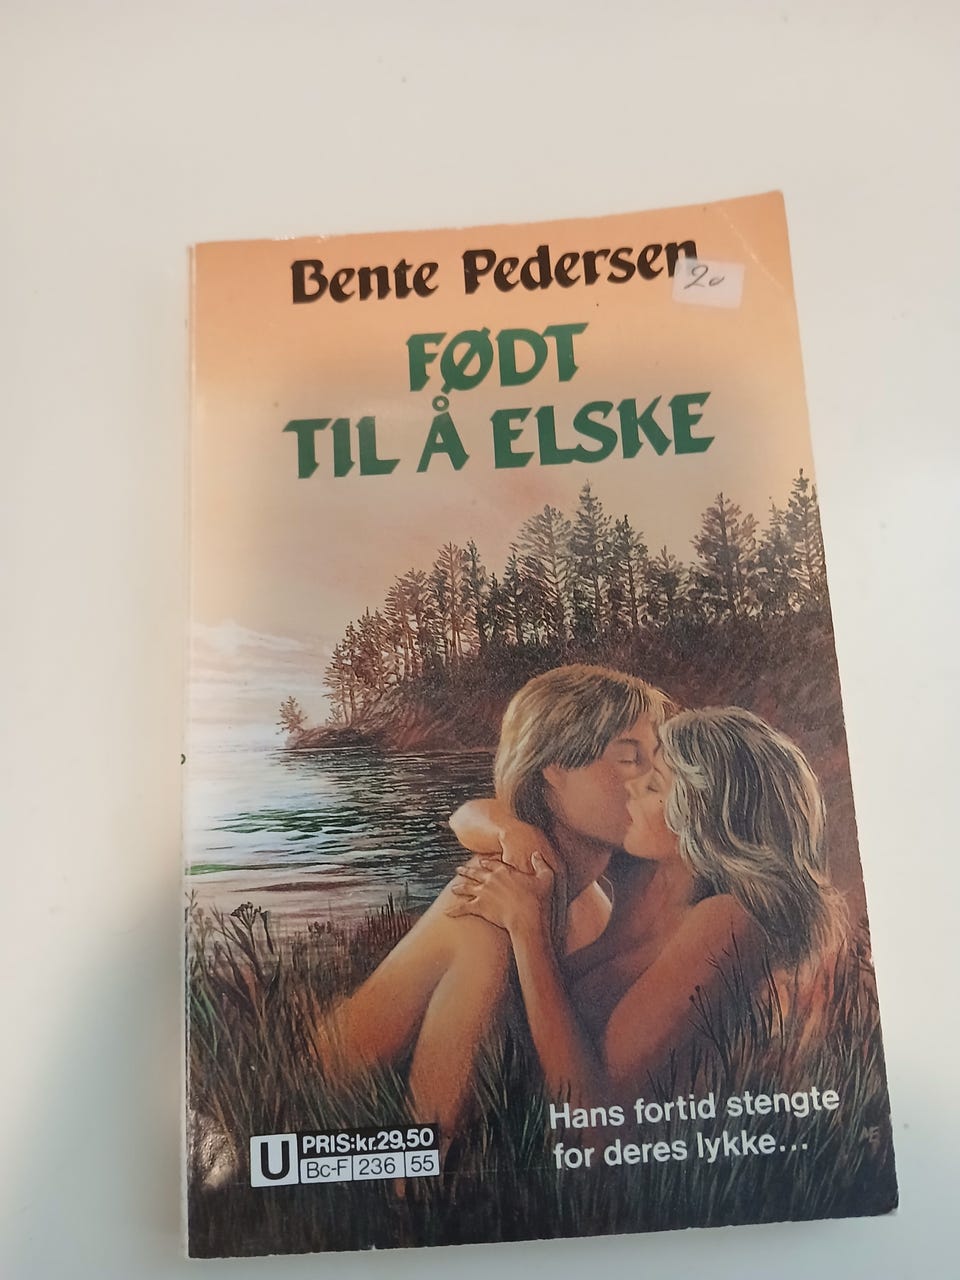 Bente Pedersen
20
FØDT
TIL Å ELSKE
Hans fortid stengte
for deres lykke...
U PRIS:kr.29,50
Bc-F 236 55